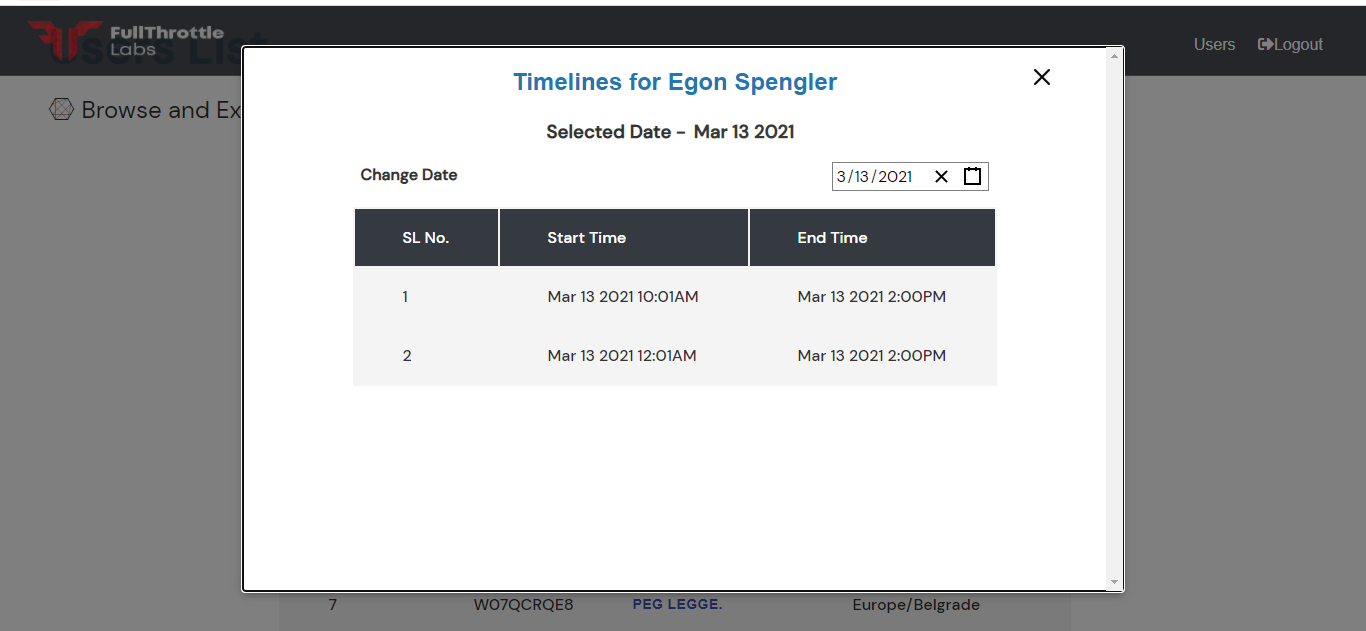 FullThrottle
Labs
Users List
Users Logout
Browse and Ex
Timelines for Egon Spengler
Selected Date - Mar 13 2021
Change Date 3/13/2021
SL No. Start Time End Time
1 Mar 13 2021 10:01AM Mar 13 2021 2:00PM
2 Mar 13 2021 12:01AM Mar 13 2021 2:00PM
7 W07QCRQE8 PEG LEGGE. Europe/Belgrade